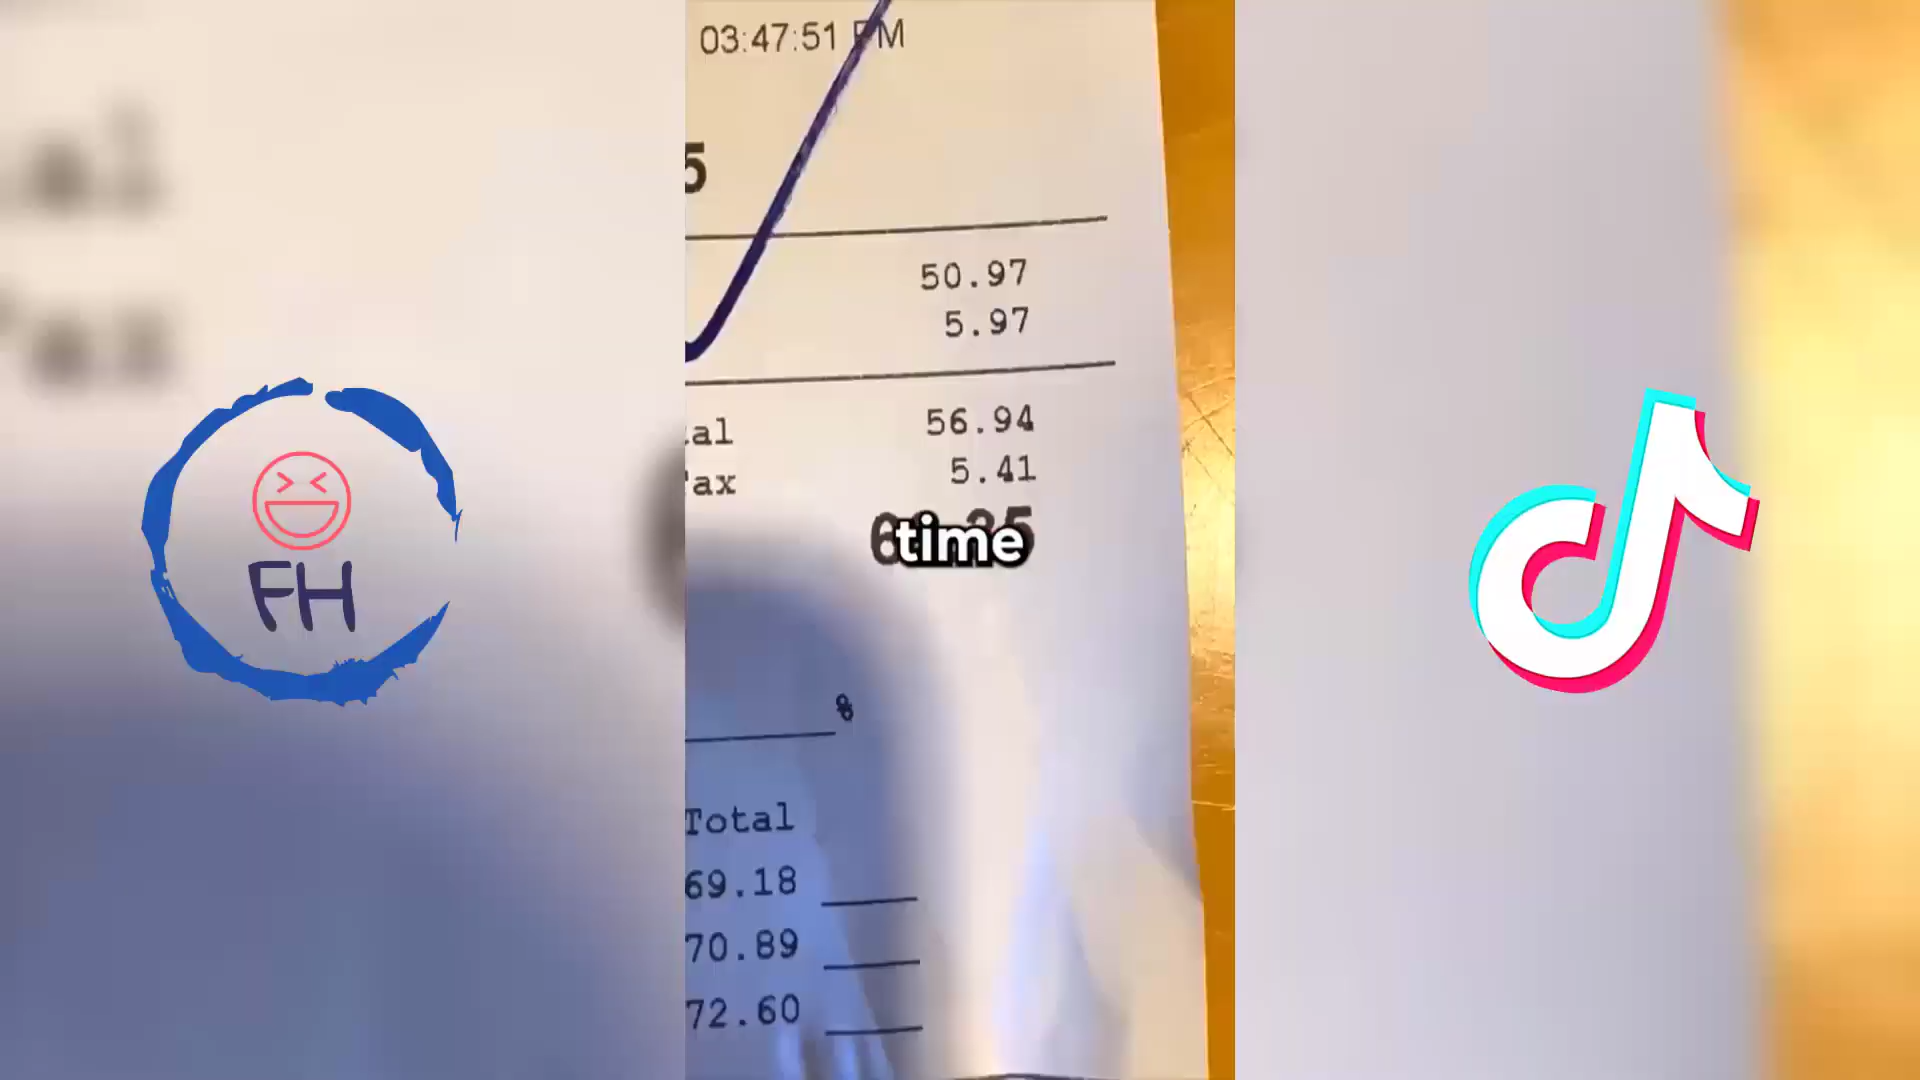 03:47:51 PM
5
50.97
5.97
al 56.94
Tax 5.41
time
%
Total
69.18
70.89
72.60
FH